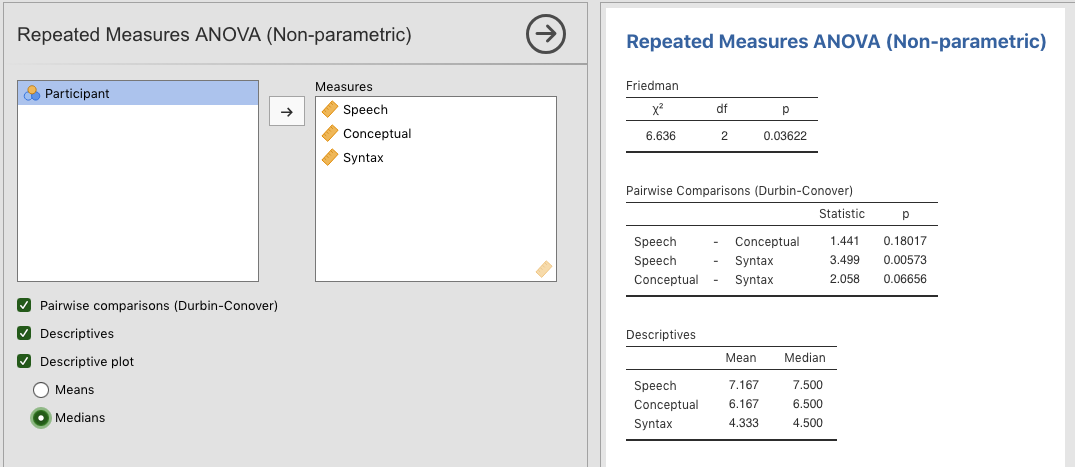 Repeated Measures ANOVA (Non-parametric)
Participant
Measures
Speech
Conceptual
Syntax
Pairwise comparisons (Durbin-Conover)
Descriptives
Descriptive plot
Means
Medians
Repeated Measures ANOVA (Non-parametric)
Friedman
χ² df p
6.636 2 0.03622
Pairwise Comparisons (Durbin-Conover)
Statistic p
Speech - Conceptual 1.441 0.18017
Speech - Syntax 3.499 0.00573
Conceptual - Syntax 2.058 0.06656
Descriptives
Mean Median
Speech 7.167 7.500
Conceptual 6.167 6.500
Syntax 4.333 4.500